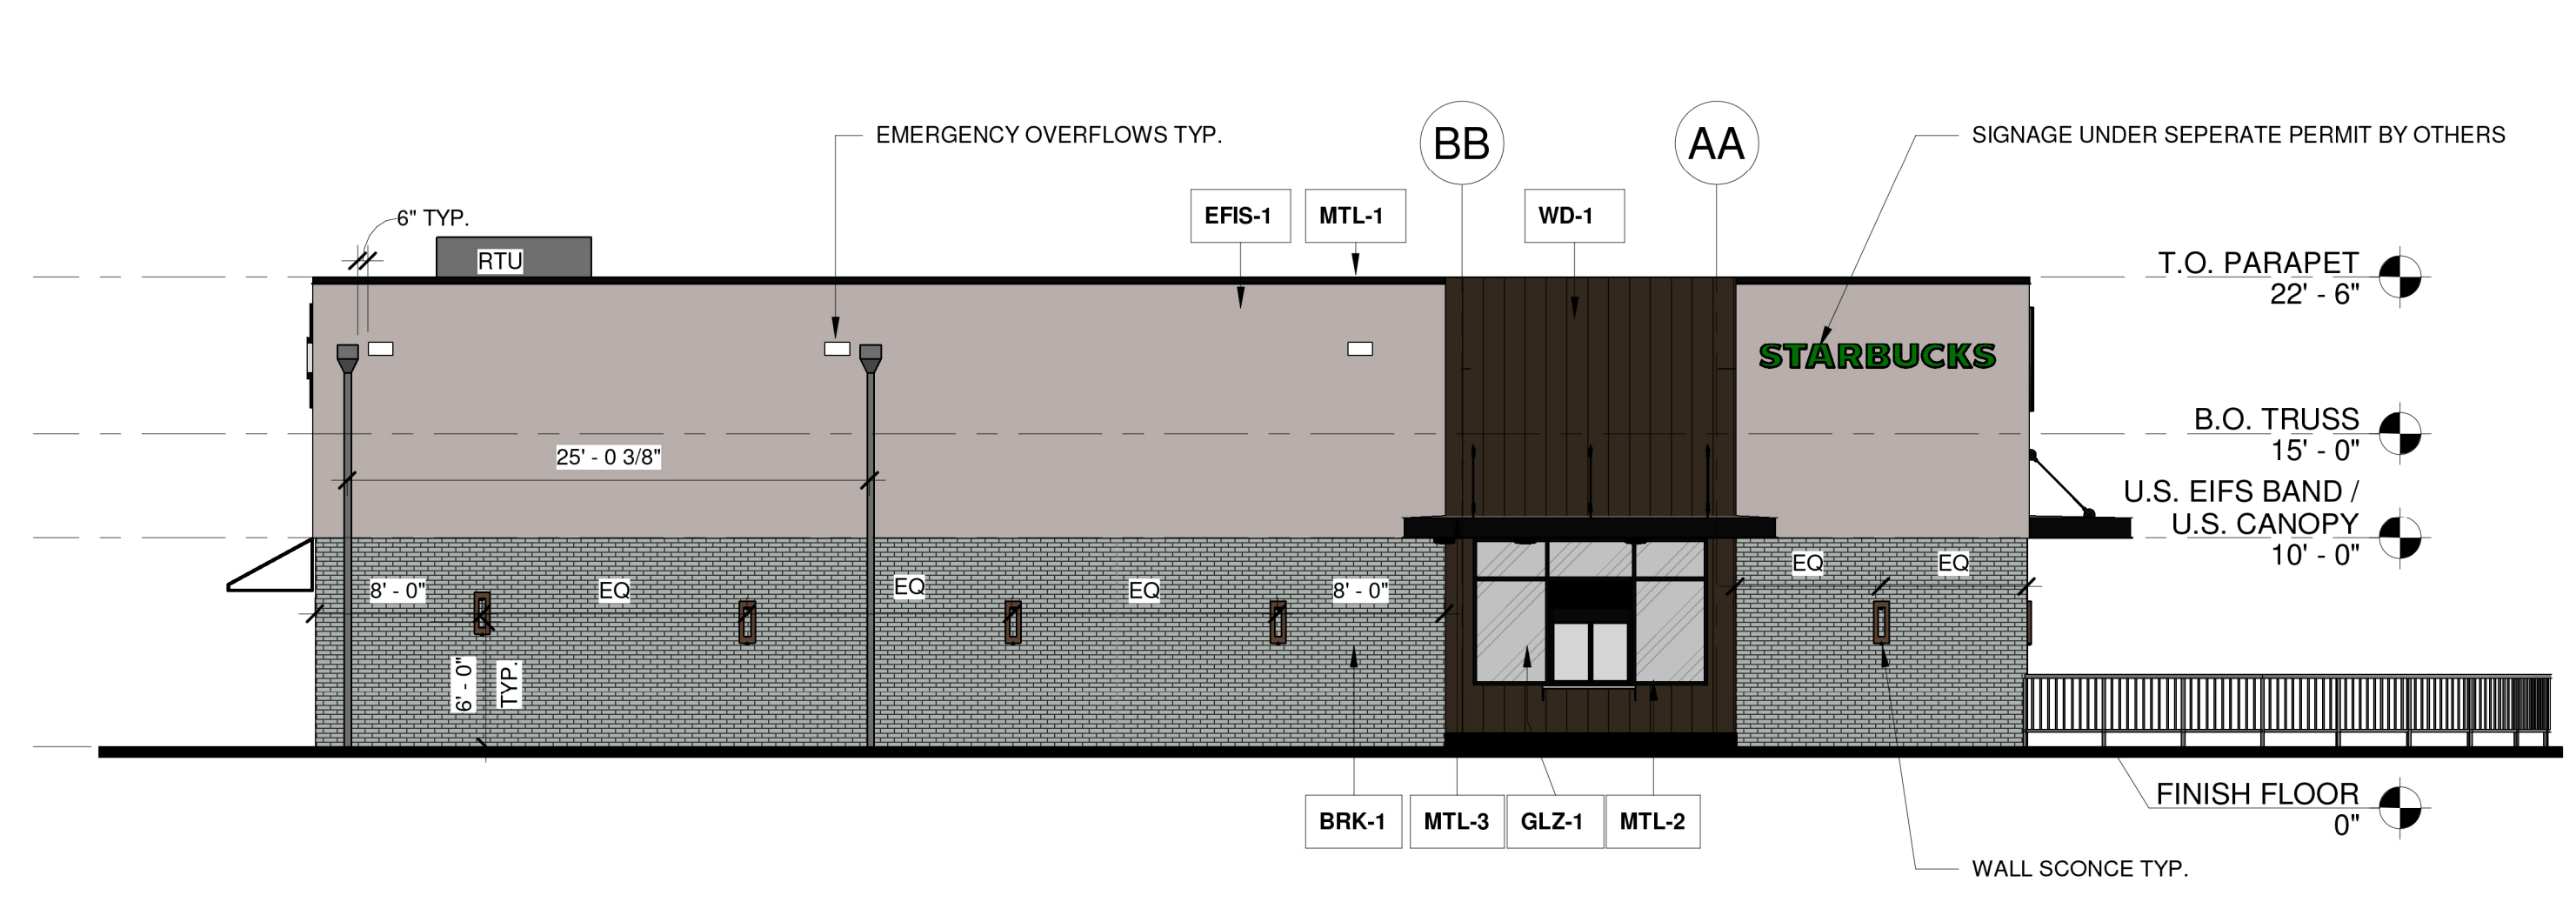 EMERGENCY OVERFLOWS TYP.
BB
AA
SIGNAGE UNDER SEPERATE PERMIT BY OTHERS
6" TYP.
EFIS-1
MTL-1
WD-1
RTU
T.O. PARAPET
22' - 6"
STARBUCKS
B.O. TRUSS
15' - 0"
25' - 0 3/8"
U.S. EIFS BAND /
U.S. CANOPY
10' - 0"
8' - 0"
EQ
EQ
EQ
8' - 0"
EQ
EQ
6' - 0"
TYP.
FINISH FLOOR
0"
BRK-1
MTL-3
GLZ-1
MTL-2
WALL SCONCE TYP.